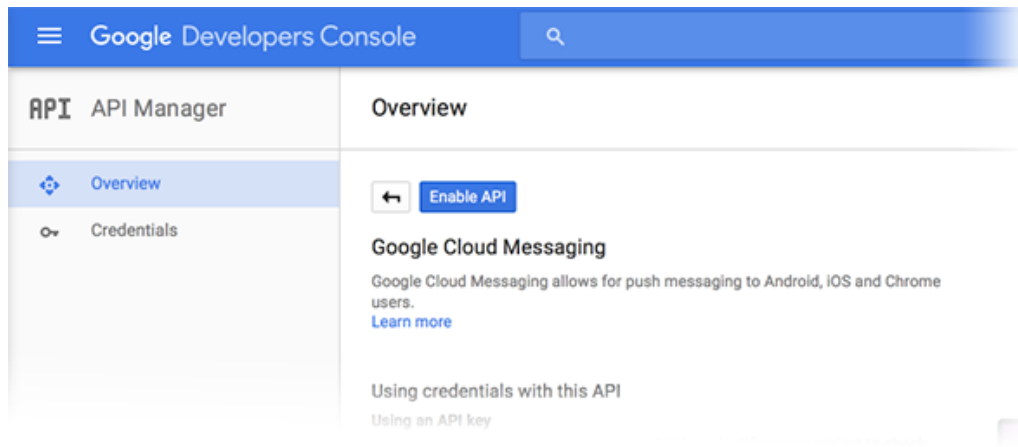 Google Developers Console
API API Manager
Overview
Overview
Credentials
Enable API
Google Cloud Messaging
Google Cloud Messaging allows for push messaging to Android, iOS and Chrome
users.
Learn more
Using credentials with this API
Using an API key